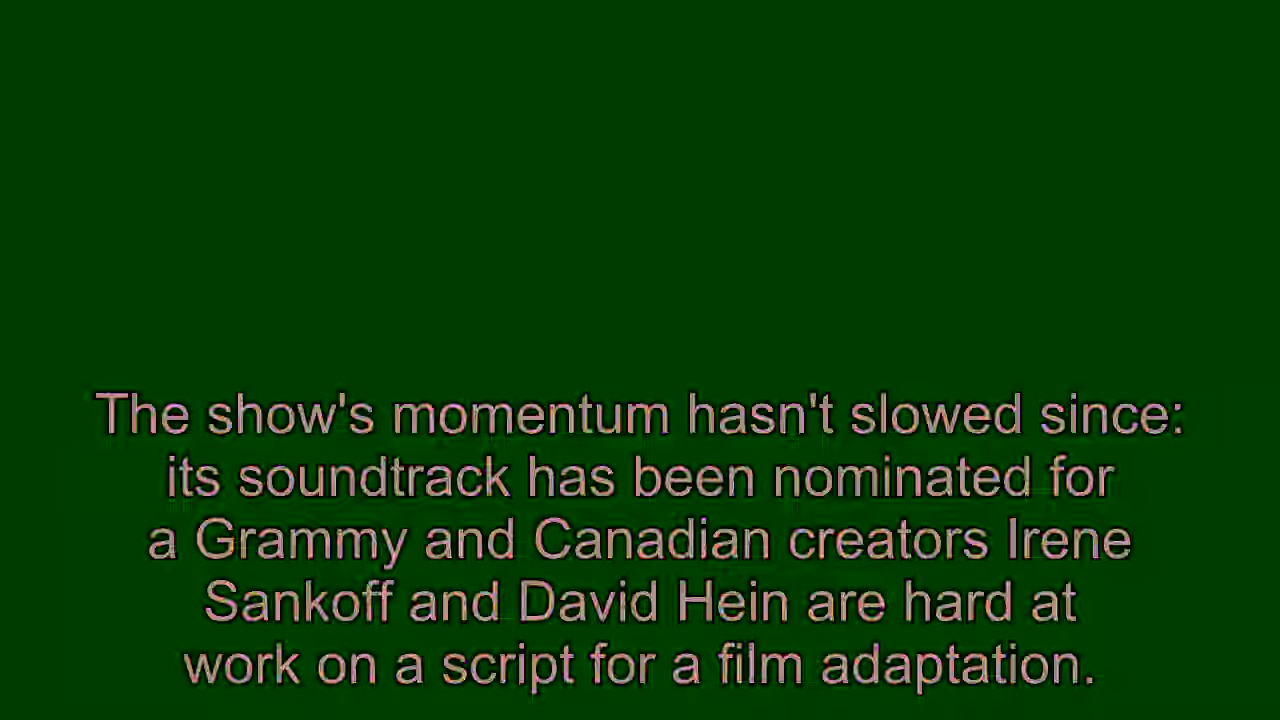 The show's momentum hasn't slowed since:
its soundtrack has been nominated for
a Grammy and Canadian creators Irene
Sankoff and David Hein are hard at
work on a script for a film adaptation.